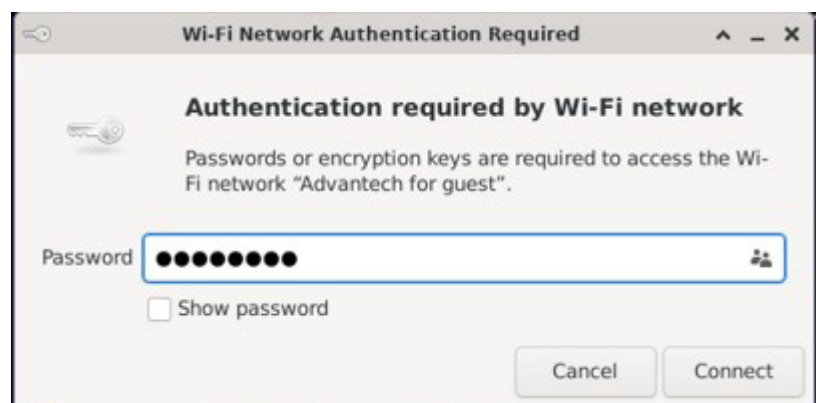 Wi-Fi Network Authentication Required
Authentication required by Wi-Fi network
Passwords or encryption keys are required to access the Wi-
Fi network “Advantech for guest”.
Password ●●●●●●●●
Show password
Cancel Connect